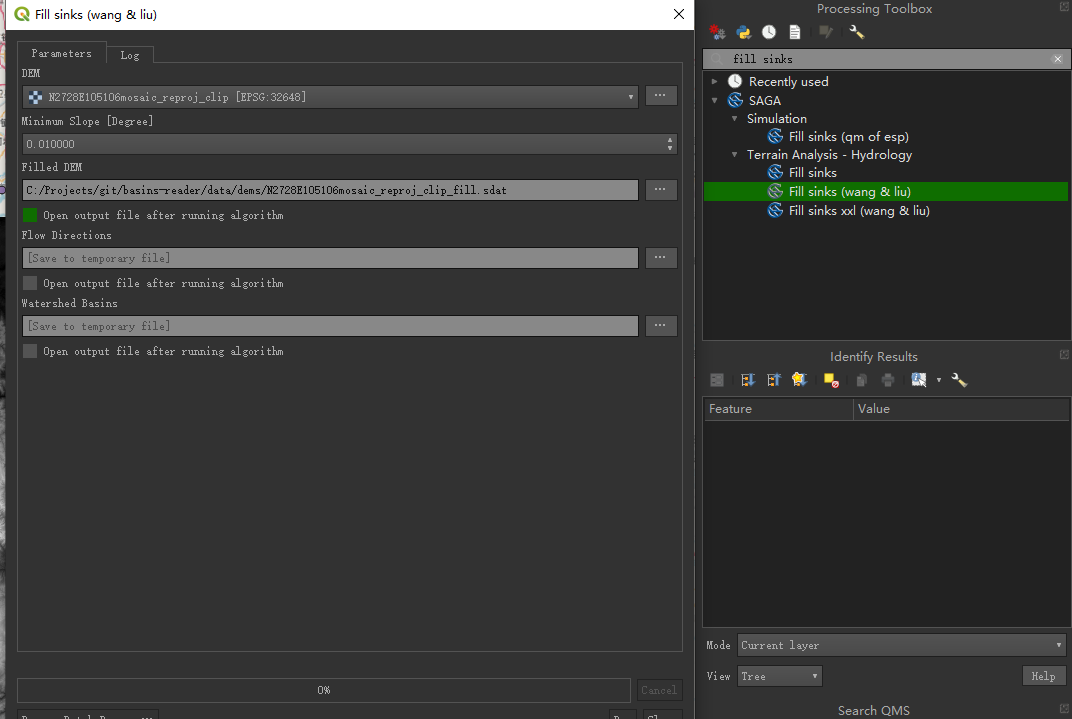 Fill sinks (wang & liu)
Parameters
Log
DEM
N2728E105106mosaic_reproj_clip [EPSG:32648]
...
Minimum Slope [Degree]
0.010000
Filled DEM
C:/Projects/git/basins-reader/data/dems/N2728E105106mosaic_reproj_clip_fill.sdat
...
Open output file after running algorithm
Flow Directions
[Save to temporary file]
...
Open output file after running algorithm
Watershed Basins
[Save to temporary file]
...
Open output file after running algorithm
0%
Cancel
Processing Toolbox
fill sinks
Recently used
SAGA
Simulation
Fill sinks (qm of esp)
Terrain Analysis - Hydrology
Fill sinks
Fill sinks (wang & liu)
Fill sinks xxl (wang & liu)
Identify Results
Feature
Value
Mode
Current layer
View
Tree
Help
Search QMS